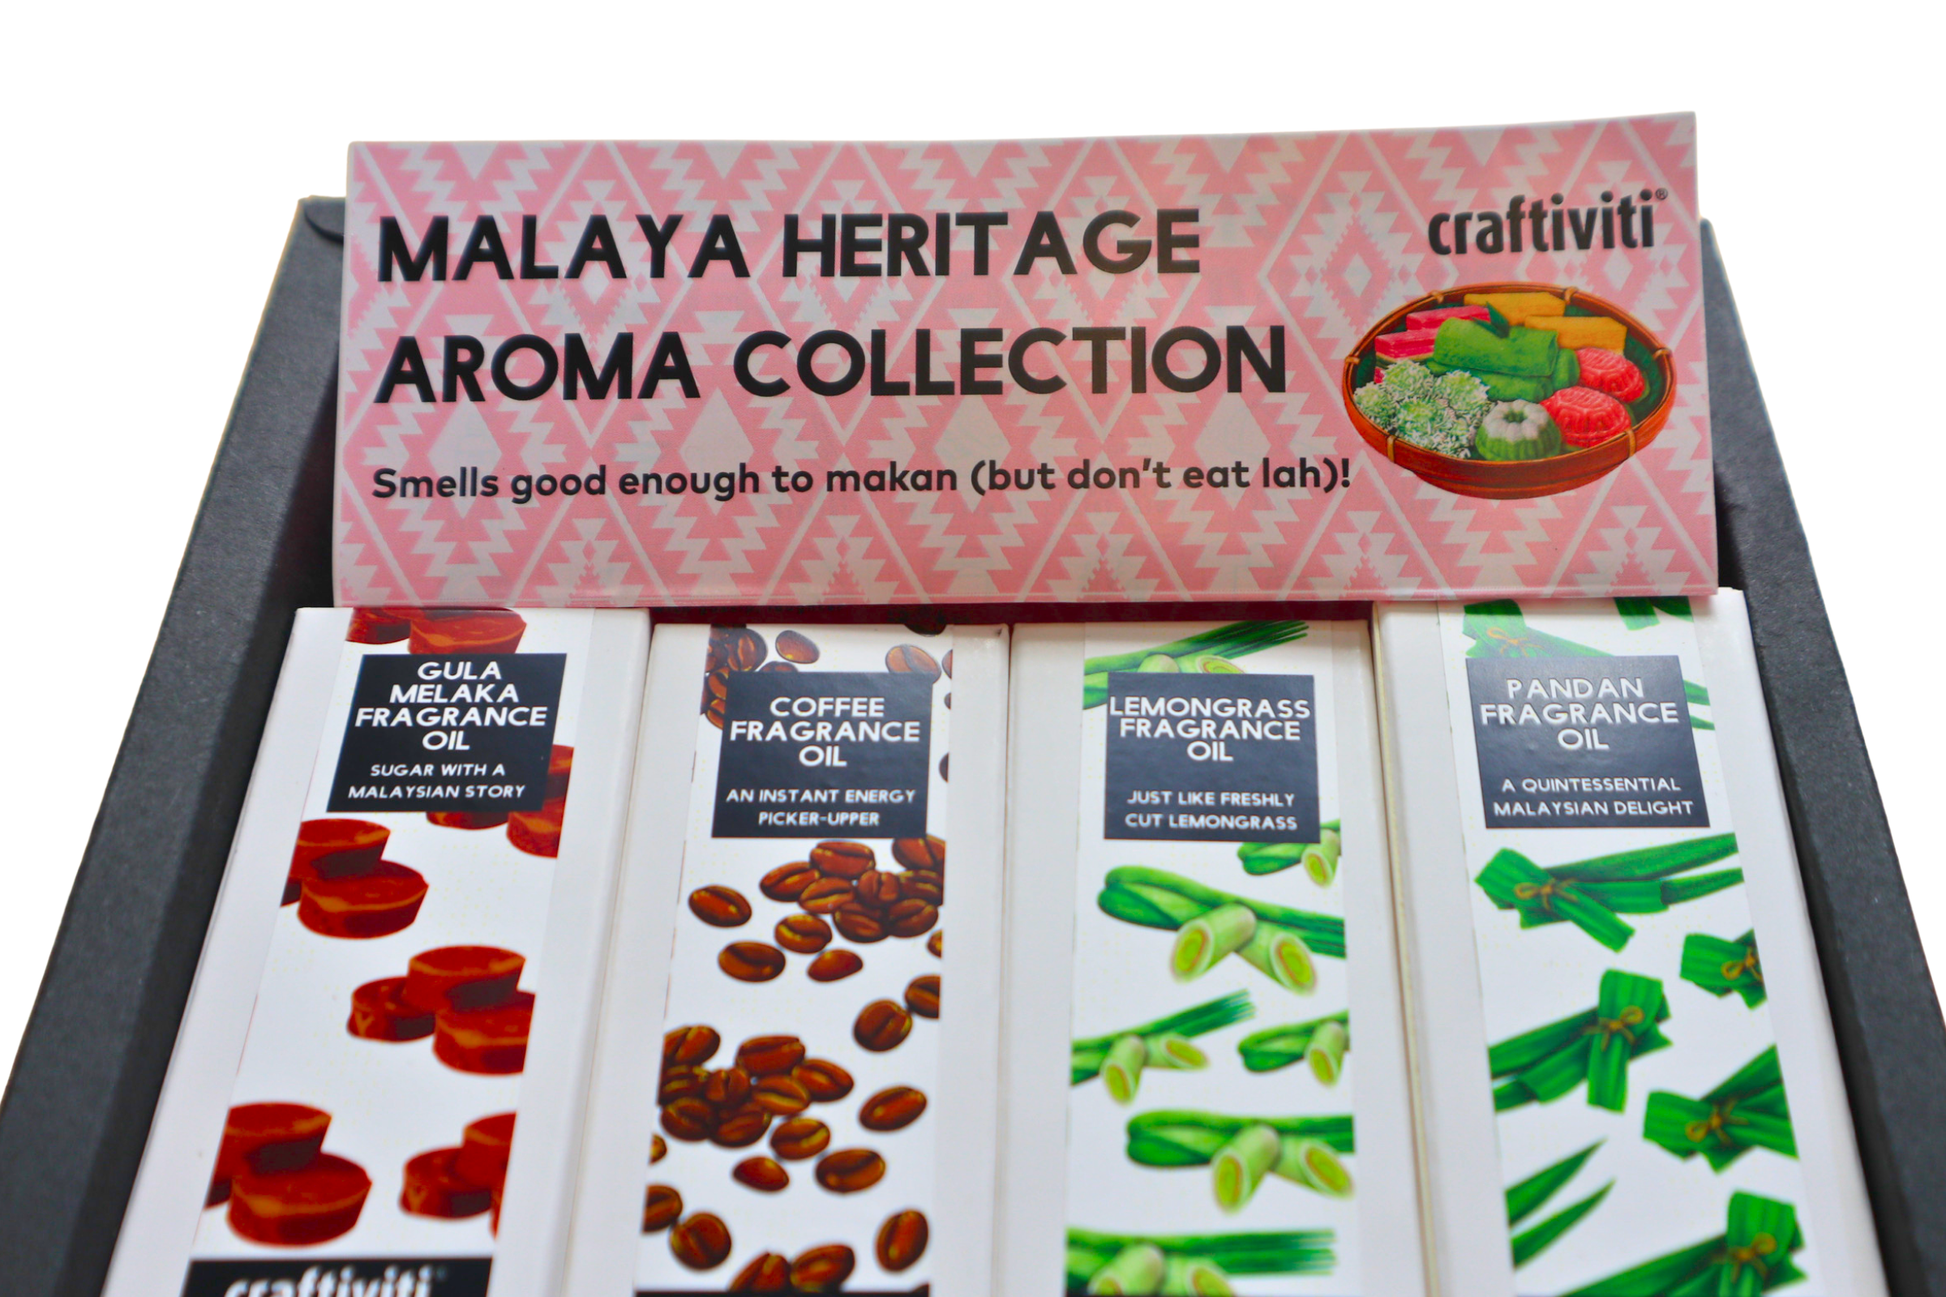 MALAYA HERITAGE
AROMA COLLECTION
Smells good enough to makan (but don't eat lah)!
craftiviti®
GULA
MELAKA
FRAGRANCE
OIL
SUGAR WITH A
MALAYSIAN STORY
COFFEE
FRAGRANCE
OIL
AN INSTANT ENERGY
PICKER-UPPER
LEMONGRASS
FRAGRANCE
OIL
JUST LIKE FRESHLY
CUT LEMONGRASS
PANDAN
FRAGRANCE
OIL
A QUINTESSENTIAL
MALAYSIAN DELIGHT
craftiviti